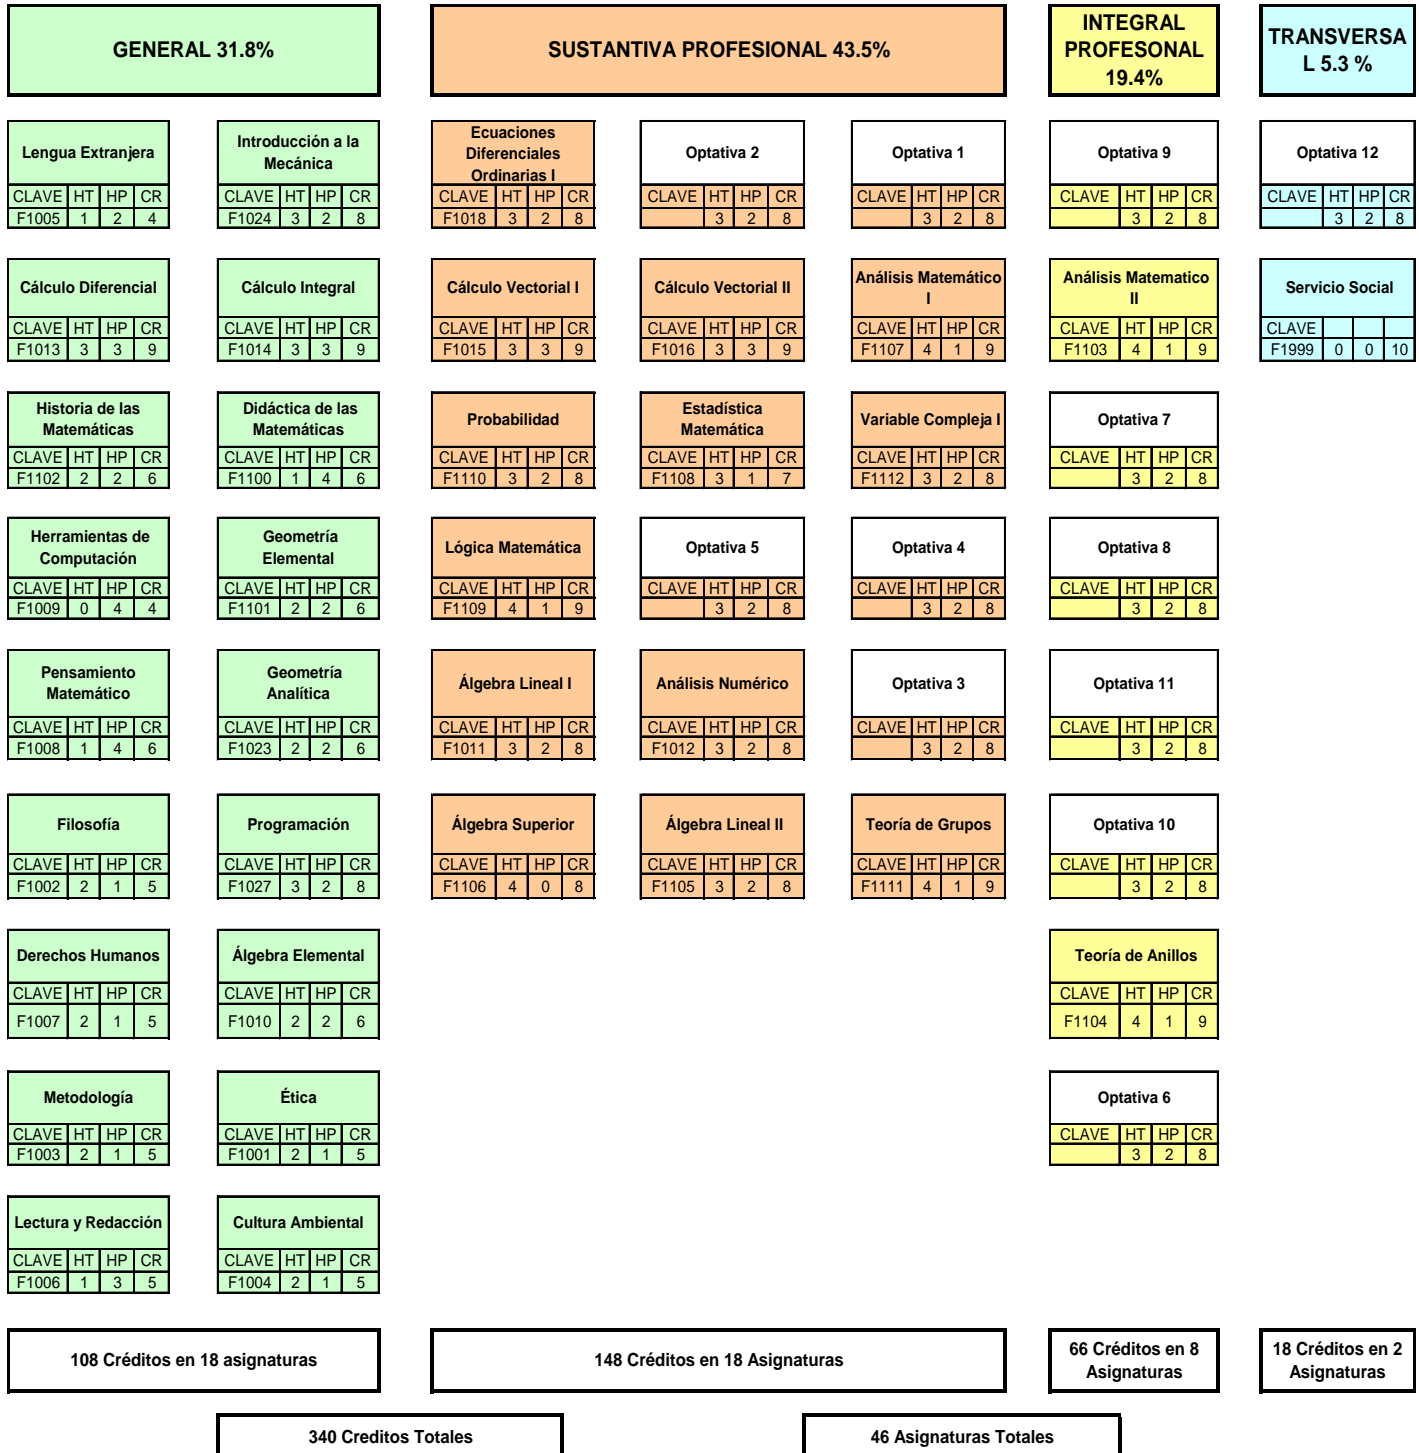 GENERAL 31.8%
SUSTANTIVA PROFESIONAL 43.5%
INTEGRAL
PROFESONAL
19.4%
TRANSVERSA
L 5.3 %
Lengua Extranjera
CLAVE HT HP CR
F1005 1 2 4
Introducción a la
Mecánica
CLAVE HT HP CR
F1024 3 2 8
Ecuaciones
Diferenciales
Ordinarias I
CLAVE HT HP CR
F1018 3 2 8
Optativa 2
CLAVE HT HP CR
3 2 8
Optativa 1
CLAVE HT HP CR
3 2 8
Optativa 9
CLAVE HT HP CR
3 2 8
Optativa 12
CLAVE HT HP CR
3 2 8
Cálculo Diferencial
CLAVE HT HP CR
F1013 3 3 9
Cálculo Integral
CLAVE HT HP CR
F1014 3 3 9
Cálculo Vectorial I
CLAVE HT HP CR
F1015 3 3 9
Cálculo Vectorial II
CLAVE HT HP CR
F1016 3 3 9
Análisis Matemático
I
CLAVE HT HP CR
F1107 4 1 9
Análisis Matematico
II
CLAVE HT HP CR
F1103 4 1 9
Servicio Social
CLAVE
F1999 0 0 10
Historia de las
Matemáticas
CLAVE HT HP CR
F1102 2 2 6
Didáctica de las
Matemáticas
CLAVE HT HP CR
F1100 1 4 6
Probabilidad
CLAVE HT HP CR
F1110 3 2 8
Estadística
Matemática
CLAVE HT HP CR
F1108 3 1 7
Variable Compleja I
CLAVE HT HP CR
F1112 3 2 8
Optativa 7
CLAVE HT HP CR
3 2 8
Herramientas de
Computación
CLAVE HT HP CR
F1009 0 4 4
Geometría
Elemental
CLAVE HT HP CR
F1101 2 2 6
Lógica Matemática
CLAVE HT HP CR
F1109 4 1 9
Optativa 5
CLAVE HT HP CR
3 2 8
Optativa 4
CLAVE HT HP CR
3 2 8
Optativa 8
CLAVE HT HP CR
3 2 8
Pensamiento
Matemático
CLAVE HT HP CR
F1008 1 4 6
Geometría
Analítica
CLAVE HT HP CR
F1023 2 2 6
Álgebra Lineal I
CLAVE HT HP CR
F1011 3 2 8
Análisis Numérico
CLAVE HT HP CR
F1012 3 2 8
Optativa 3
CLAVE HT HP CR
3 2 8
Optativa 11
CLAVE HT HP CR
3 2 8
Filosofía
CLAVE HT HP CR
F1002 2 1 5
Programación
CLAVE HT HP CR
F1027 3 2 8
Álgebra Superior
CLAVE HT HP CR
F1106 4 0 8
Álgebra Lineal II
CLAVE HT HP CR
F1105 3 2 8
Teoría de Grupos
CLAVE HT HP CR
F1111 4 1 9
Optativa 10
CLAVE HT HP CR
3 2 8
Derechos Humanos
CLAVE HT HP CR
F1007 2 1 5
Álgebra Elemental
CLAVE HT HP CR
F1010 2 2 6
Teoría de Anillos
CLAVE HT HP CR
F1104 4 1 9
Metodología
CLAVE HT HP CR
F1003 2 1 5
Ética
CLAVE HT HP CR
F1001 2 1 5
Optativa 6
CLAVE HT HP CR
3 2 8
Lectura y Redacción
CLAVE HT HP CR
F1006 1 3 5
Cultura Ambiental
CLAVE HT HP CR
F1004 2 1 5
108 Créditos en 18 asignaturas
148 Créditos en 18 Asignaturas
66 Créditos en 8
Asignaturas
18 Créditos en 2
Asignaturas
340 Creditos Totales
46 Asignaturas Totales